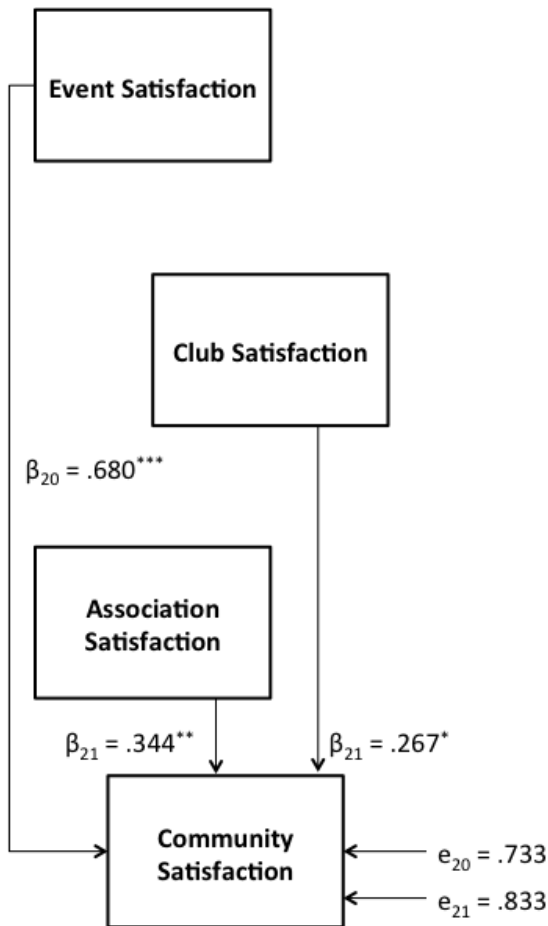 Event Satisfaction
Club Satisfaction
β20 = .680***
Association
Satisfaction
β21 = .344**
β21 = .267*
Community
Satisfaction
e20 = .733
e21 = .833